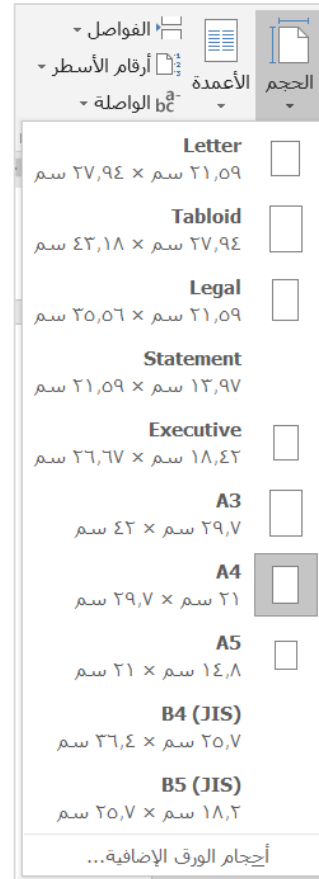 الحجم
الأعمدة
الفواصل
أرقام الأسطر
الواصلة bc a-
Letter
٢١,٥٩ سم × ٢٧,٩٤ سم
Tabloid
٢٧,٩٤ سم × ٤٣,١٨ سم
Legal
٢١,٥٩ سم × ٣٥,٥٦ سم
Statement
١٣,٩٧ سم × ٢١,٥٩ سم
Executive
١٨,٤٢ سم × ٢٦,٦٧ سم
A3
٢٩,٧ سم × ٤٢ سم
A4
٢١ سم × ٢٩,٧ سم
A5
١٤,٨ سم × ٢١ سم
B4 (JIS)
٢٥,٧ سم × ٣٦,٤ سم
B5 (JIS)
١٨,٢ سم × ٢٥,٧ سم
أحجام الورق الإضافية...